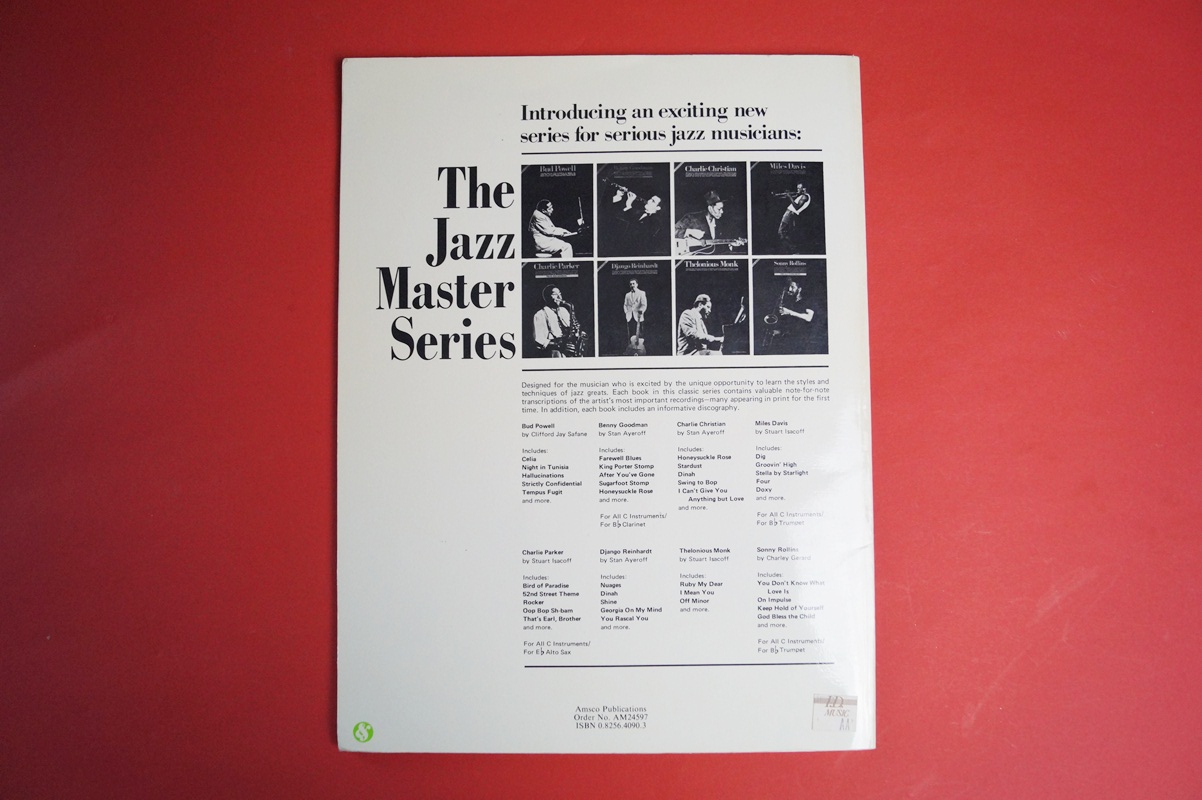 Introducing an exciting new
series for serious jazz musicians:
The
Jazz
Master
Series
Bud Powell
Charlie Christian
Miles Davis
Charlie Parker
Django Reinhardt
Thelonious Monk
Sonny Rollins
Designed for the musician who is excited by the unique opportunity to learn the styles and
techniques of jazz greats. Each book in this classic series contains valuable note-for-note
transcriptions of the artist's most important recordings—many appearing in print for the first
time. In addition, each book includes an informative discography.
Bud Powell
by Clifford Jay Safane
Includes:
Celia
Night in Tunisia
Hallucinations
Strictly Confidential
Tempus Fugit
and more.
Benny Goodman
by Stan Ayeroff
Includes:
Farewell Blues
King Porter Stomp
After You've Gone
Sugarfoot Stomp
Honeysuckle Rose
and more.
For All C Instruments/
For B♭ Clarinet
Charlie Christian
by Stan Ayeroff
Includes:
Honeysuckle Rose
Stardust
Dinah
Swing to Bop
I Can't Give You
Anything but Love
and more.
Miles Davis
by Stuart Isacoff
Includes:
Dig
Groovin' High
Stella by Starlight
Four
Doxy
and more.
For All C Instruments/
For B♭ Trumpet
Charlie Parker
by Stuart Isacoff
Includes:
Bird of Paradise
52nd Street Theme
Rocker
Oop Bop Sh-bam
That's Earl, Brother
and more.
For All C Instruments/
For E♭ Alto Sax
Django Reinhardt
by Stan Ayeroff
Includes:
Nuages
Dinah
Shine
Georgia On My Mind
You Rascal You
and more.
Thelonious Monk
by Stuart Isacoff
Includes:
Ruby My Dear
I Mean You
Off Minor
and more.
Sonny Rollins
by Charley Gerard
Includes:
You Don't Know What
Love Is
On Impulse
Keep Hold of Yourself
God Bless the Child
and more.
For All C Instruments/
For B♭ Trumpet
Amsco Publications
Order No. AM24597
ISBN 0.8256.4090.3
MUSIC